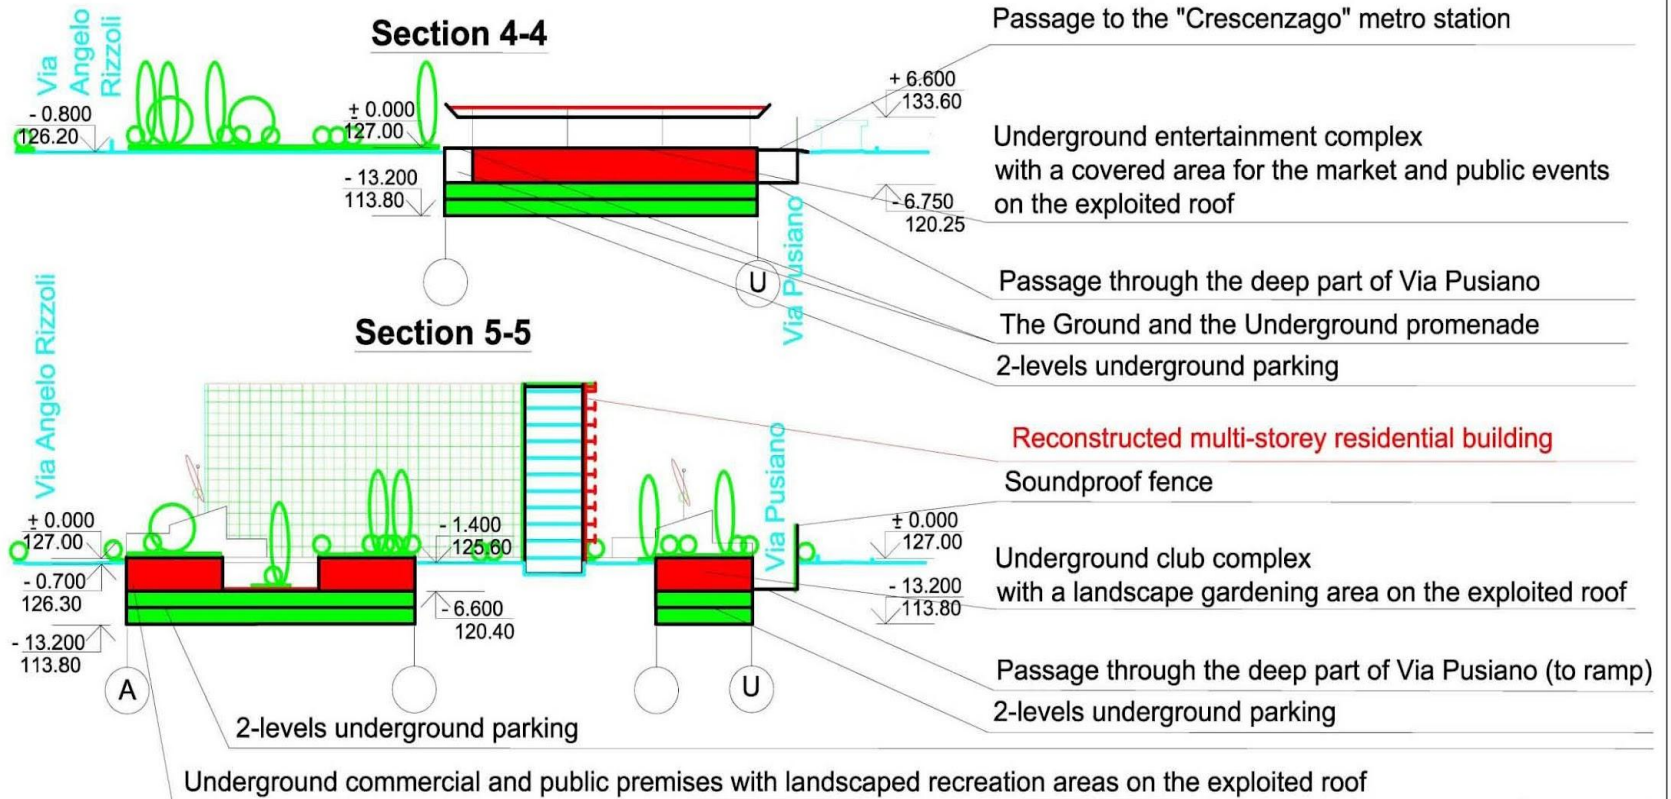 Section 4-4
Via
Angelo
Rizzoli
- 0.800
126.20
± 0.000
127.00
- 13.200
113.80
+ 6.600
133.60
- 6.750
120.25
U
Via Pusiano
Passage to the "Crescenzago" metro station
Underground entertainment complex
with a covered area for the market and public events
on the exploited roof
Passage through the deep part of Via Pusiano
The Ground and the Underground promenade
2-levels underground parking
Section 5-5
Via Angelo Rizzoli
± 0.000
127.00
- 0.700
126.30
- 13.200
113.80
- 1.400
125.60
- 6.600
120.40
Via Pusiano
± 0.000
127.00
- 13.200
113.80
A
U
Reconstructed multi-storey residential building
Soundproof fence
Underground club complex
with a landscape gardening area on the exploited roof
Passage through the deep part of Via Pusiano (to ramp)
2-levels underground parking
2-levels underground parking
Underground commercial and public premises with landscaped recreation areas on the exploited roof